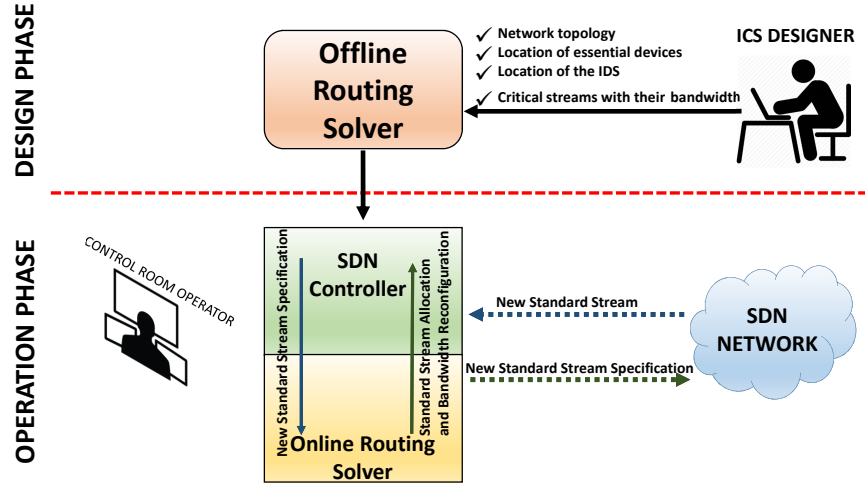 DESIGN PHASE
Offline
Routing
Solver
✓ Network topology
✓ Location of essential devices
✓ Location of the IDS
✓ Critical streams with their bandwidth
ICS DESIGNER
OPERATION PHASE
CONTROL ROOM OPERATOR
New Standard Stream Specification
SDN
Controller
Standard Stream Allocation
and Bandwidth Reconfiguration
Online Routing
Solver
New Standard Stream
New Standard Stream Specification
SDN
NETWORK